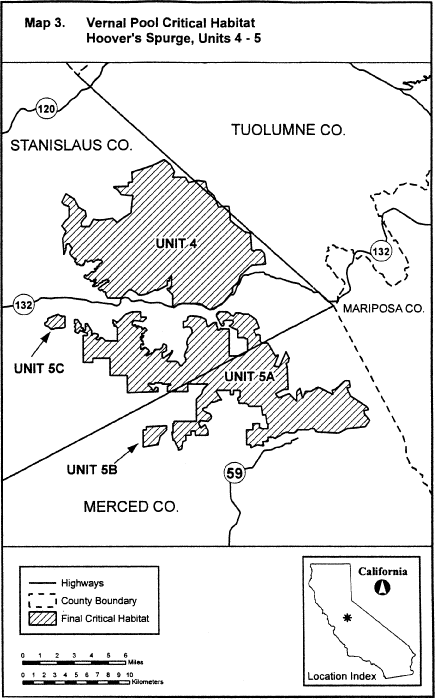 Map 3. Vernal Pool Critical Habitat
Hoover's Spurge, Units 4 - 5
120
STANISLAUS CO.
TUOLUMNE CO.
UNIT 4
132
132
MARIPOSA CO.
UNIT 5C
UNIT 5A
UNIT 5B
59
MERCED CO.
Highways
County Boundary
Final Critical Habitat
0 1 2 3 4 5 6
Miles
0 1 2 3 4 5 6 7 8 9 10
Kilometers
California
Location Index